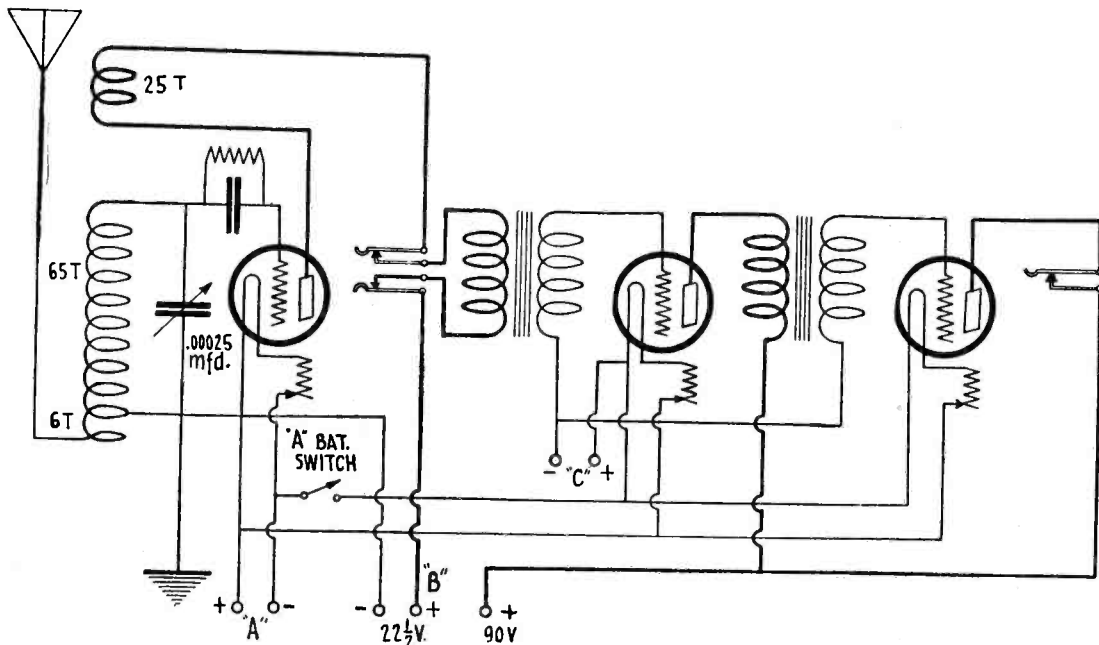 25 T
65T
.00025
mfd.
6T
"A" BAT.
SWITCH
- "C" +
+ "A" -
- 22½V. +
"B"
+
90V